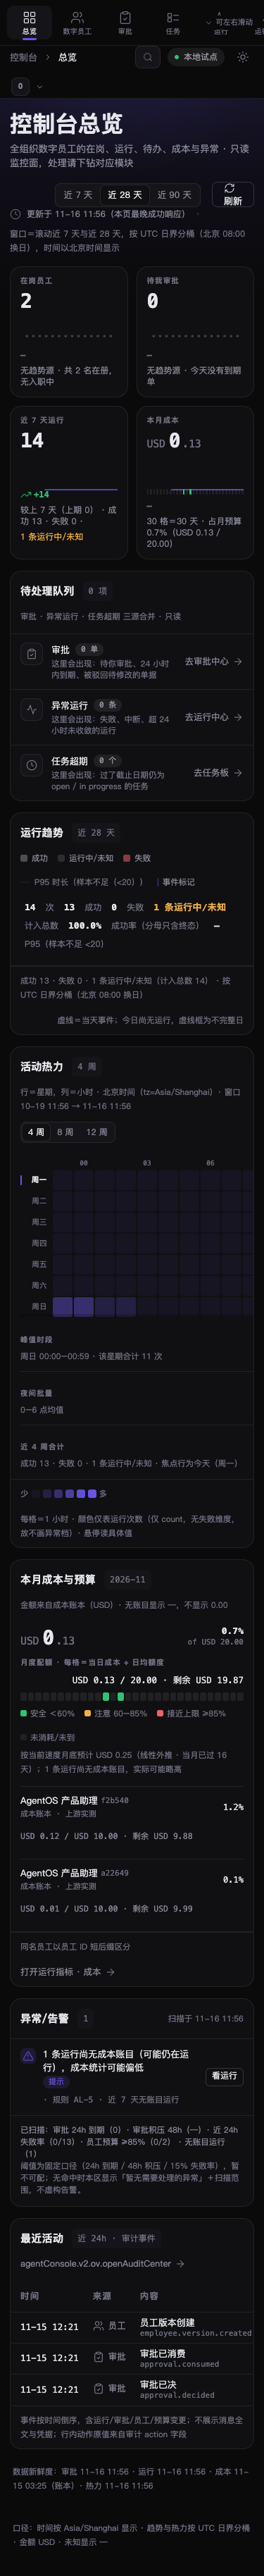 总览
数字员工
审批
任务
可左右滑动
运行
控制台 › 总览
本地试点
0
控制台总览
全组织数字员工的在岗、运行、待办、成本与异常 · 只读
监控面，处理请下钻对应模块
近 7 天
近 28 天
近 90 天
刷新
更新于 11-16 11:56（本页最晚成功响应） ·
窗口＝滚动近 7 天与近 28 天，按 UTC 日界分桶（北京 08:00
换日），时间以北京时间显示
在岗员工
2
—
无趋势源 · 共 2 名在册，
无入职中
待我审批
0
—
无趋势源 · 今天没有到期
单
近 7 天运行
14
+14
较上 7 天（上期 0） · 成
功 13 · 失败 0 ·
1 条运行中/未知
本月成本
USD 0.13
—
30 格＝30 天 · 占月预算
0.7%（USD 0.13 /
20.00）
待处理队列 0 项
审批 · 异常运行 · 任务超期 三源合并 · 只读
审批 0 单
这里会出现：待你审批、24 小时
内到期、被驳回待修改的单据
去审批中心 →
异常运行 0 条
这里会出现：失败、中断、超 24
小时未收敛的运行
去运行中心 →
任务超期 0 个
这里会出现：过了截止日期仍为
open / in progress 的任务
去任务板 →
运行趋势 近 28 天
成功 运行中/未知 失败
P95 时长（样本不足（<20）） 事件标记
14 次 13 成功 0 失败 1 条运行中/未知
计入总数 100.0% 成功率（分母只含终态） —
P95（样本不足 <20）
成功 13 · 失败 0 · 1 条运行中/未知（计入总数 14） · 按
UTC 日界分桶（北京 08:00 换日）
虚线＝当天事件；今日尚无运行，虚线框为不完整日
活动热力 4 周
行＝星期，列＝小时 · 北京时间（tz=Asia/Shanghai） · 窗口
10-19 11:56 → 11-16 11:56
4 周
8 周
12 周
00 03 06
周一
周二
周三
周四
周五
周六
周日
峰值时段
周日 00:00—00:59 · 该星期合计 11 次
夜间批量
0—6 点均值
近 4 周合计
成功 13 · 失败 0 · 1 条运行中/未知 · 焦点行为今天（周一）
少 多
每格＝1 小时 · 颜色仅表运行次数（仅 count，无失败维度，
故不画异常档） · 悬停读具体值
本月成本与预算 2026-11
金额来自成本账本（USD） · 无账目显示 —，不显示 0.00
USD 0.13
0.7%
of USD 20.00
月度配额 · 每格＝当日成本 ÷ 日均额度
USD 0.13 / 20.00 · 剩余 USD 19.87
安全 <60% 注意 60—85% 接近上限 ≥85%
未消耗/未到
按当前速度月底预计 USD 0.25（线性外推 · 当月已过 16
天）；1 条运行尚无成本账目，实际可能略高
AgentOS 产品助理 f2b540
成本账本 · 上游实测
1.2%
USD 0.12 / USD 10.00 · 剩余 USD 9.88
AgentOS 产品助理 a22649
成本账本 · 上游实测
0.1%
USD 0.01 / USD 10.00 · 剩余 USD 9.99
同名员工以员工 ID 短后缀区分
打开运行指标 · 成本 →
异常/告警 1
扫描于 11-16 11:56
1 条运行尚无成本账目（可能仍在运
行），成本统计可能偏低
提示
· 规则 AL-5 · 近 7 天无账目运行
看运行
已扫描：审批 24h 到期（0） · 审批积压 48h（—） · 近 24h
失败率（0/13） · 员工预算 ≥85%（0/2） · 无账目运行
（1）
阈值为固定口径（24h 到期 / 48h 积压 / 15% 失败率），暂
不可配；无命中时本区显示「暂无需要处理的异常」+ 扫描范
围，不虚构告警。
最近活动 近 24h · 审计事件
agentConsole.v2.ov.openAuditCenter →
时间 来源 内容
11-15 12:21 员工 员工版本创建
employee.version.created
11-15 12:21 审批 审批已消费
approval.consumed
11-15 12:21 审批 审批已决
approval.decided
事件按时间倒序，含运行/审批/员工/预算变更；不展示消息全
文与凭据；行内动作原值来自审计 action 字段
数据新鲜度：审批 11-16 11:56 · 运行 11-16 11:56 · 成本 11-
15 03:25（账本） · 热力 11-16 11:56
口径：时间按 Asia/Shanghai 显示 · 趋势与热力按 UTC 日界分桶
· 金额 USD · 未知显示 —